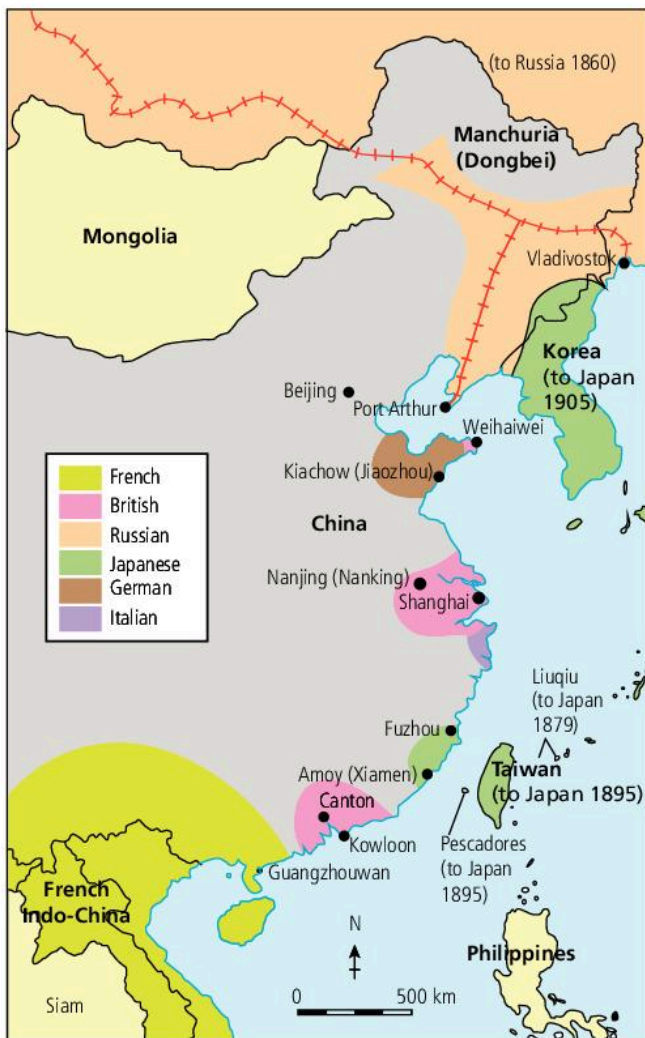 (to Russia 1860)
Manchuria
(Dongbei)
Mongolia
Vladivostok
Korea
(to Japan
1905)
Beijing
Port Arthur
Weihaiwei
Kiachow (Jiaozhou)
French
British
Russian
Japanese
German
Italian
China
Nanjing (Nanking)
Shanghai
Liuqiu
(to Japan
1879)
Fuzhou
Taiwan
(to Japan 1895)
Amoy (Xiamen)
Canton
Kowloon
Pescadores
(to Japan
1895)
Guangzhouwan
French
Indo-China
N
Philippines
Siam
0 500 km